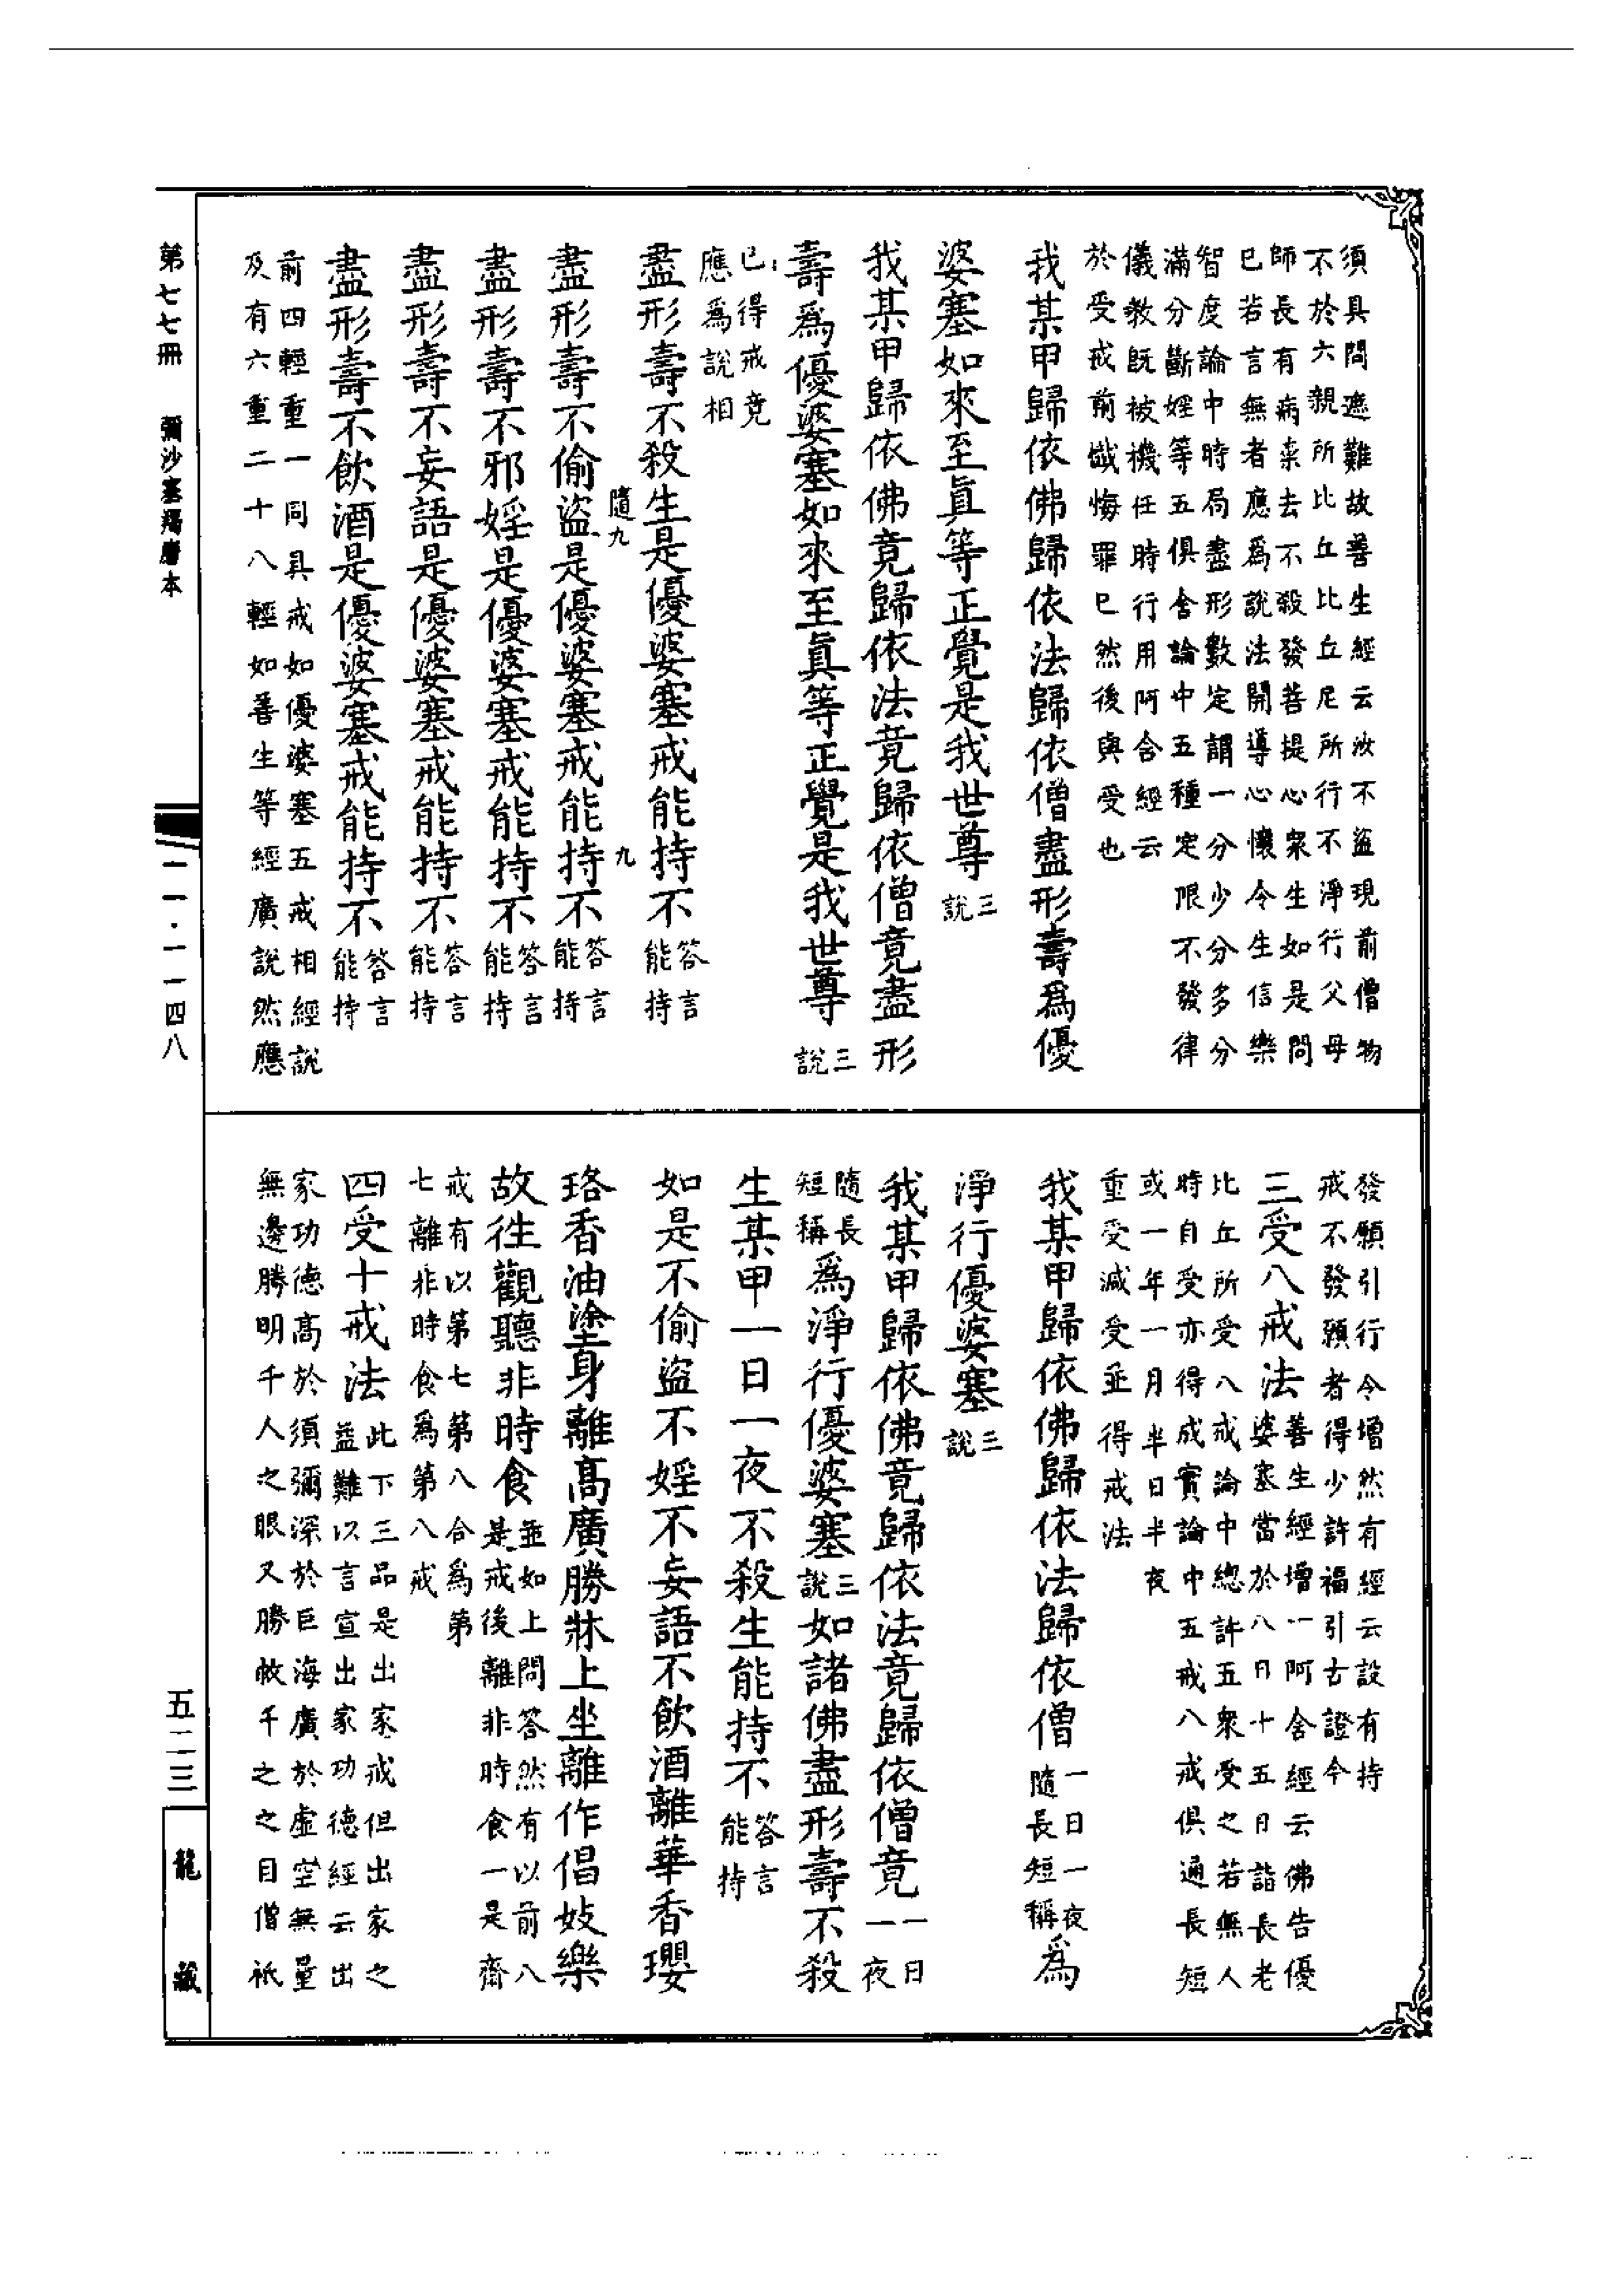 須具問遮難故善生經云汝不盜現前僧物
不於六親所比丘比丘尼所行不淨行父母
師長有病棄去不殺發菩提心衆生如是問
已若言無者應爲說法開導心懷令生信樂
智度論中時局盡形數定謂一分少分多分
滿分斷婬等五俱舍論中五種定限不發律
儀教旣被機任時行用阿含經云
於受戒前懺悔罪已然後與受也
我某甲歸依佛歸依法歸依僧盡形壽爲優
婆塞如來至眞等正覺是我世尊三說
我某甲歸依佛竟歸依法竟歸依僧竟盡形
壽爲優婆塞如來至眞等正覺是我世尊三說
已得戒竟
應爲說相
盡形壽不殺生是優婆塞戒能持不答言能持
隨九
九
盡形壽不偷盜是優婆塞戒能持不答言能持
盡形壽不邪婬是優婆塞戒能持不答言能持
盡形壽不妄語是優婆塞戒能持不答言能持
盡形壽不飲酒是優婆塞戒能持不答言能持
前四輕重一同具戒如優婆塞五戒相經說
及有六重二十八輕如善生等經廣說然應
發願引行令增然有經云設有持
戒不發願者得少許福引古證今
三受八戒法善生經增一阿含經云佛告優
婆塞當於八日十五日詣長老
比丘所受八戒論中總許五衆受之若無人
時自受亦得成實論中五戒八戒俱通長短
或一年一月半日半夜
重受減受並得戒法
我某甲歸依佛歸依法歸依僧一日一夜隨長短稱爲
淨行優婆塞三說
我某甲歸依佛竟歸依法竟歸依僧竟一日一夜
隨長短稱爲淨行優婆塞三說如諸佛盡形壽不殺
生某甲一日一夜不殺生能持不答言能持
如是不偷盜不婬不妄語不飲酒離華香瓔
珞香油塗身離高廣勝牀上坐離作倡妓樂
故往觀聽非時食並如上問答然有以前八
是戒後離非時食一是齋
戒有以第七第八合爲第
七離非時食爲第八戒
四受十戒法此下三品是出家戒但出家之
益難以言宣出家功德經云出
家功德高於須彌深於巨海廣於虛空無量
無邊勝明千人之眼又勝救千之之目僧祇
第七七冊 彌沙塞羯磨本
一一·一一四八
五二三
龍藏